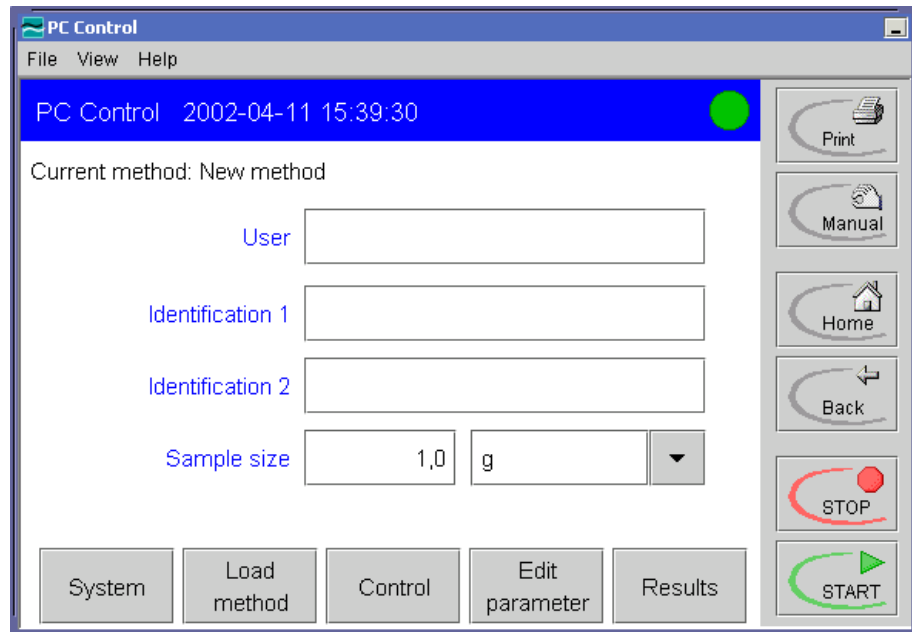 PC Control
File View Help
PC Control 2002-04-11 15:39:30
Current method: New method
User
Identification 1
Identification 2
Sample size 1,0 g
System
Load
method
Control
Edit
parameter
Results
Print
Manual
Home
Back
STOP
START